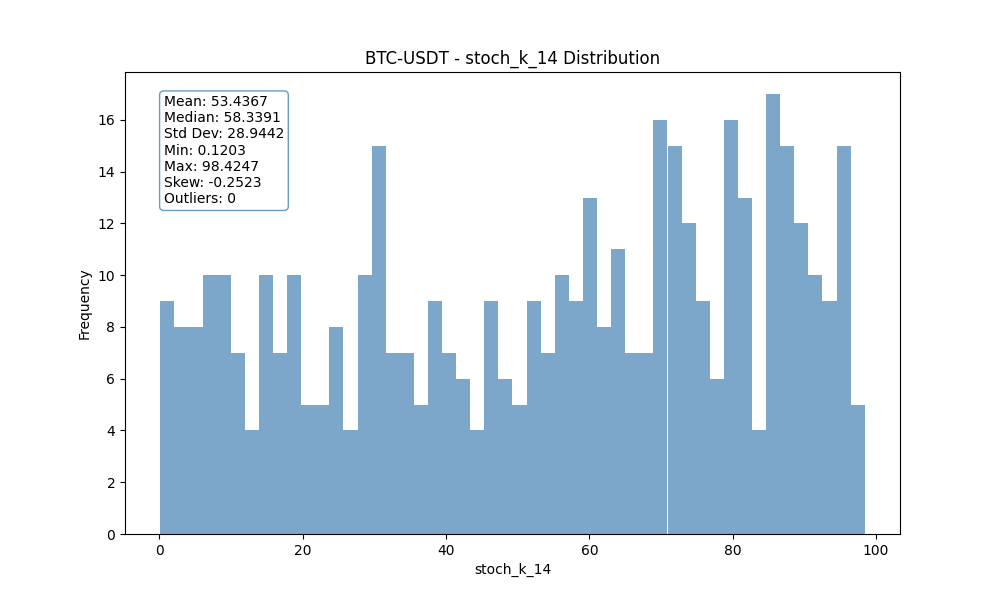 BTC-USDT - stoch_k_14 Distribution
Mean: 53.4367
Median: 58.3391
Std Dev: 28.9442
Min: 0.1203
Max: 98.4247
Skew: -0.2523
Outliers: 0
16
14
12
10
8
6
4
2
0
Frequency
0 20 40 60 80 100
stoch_k_14